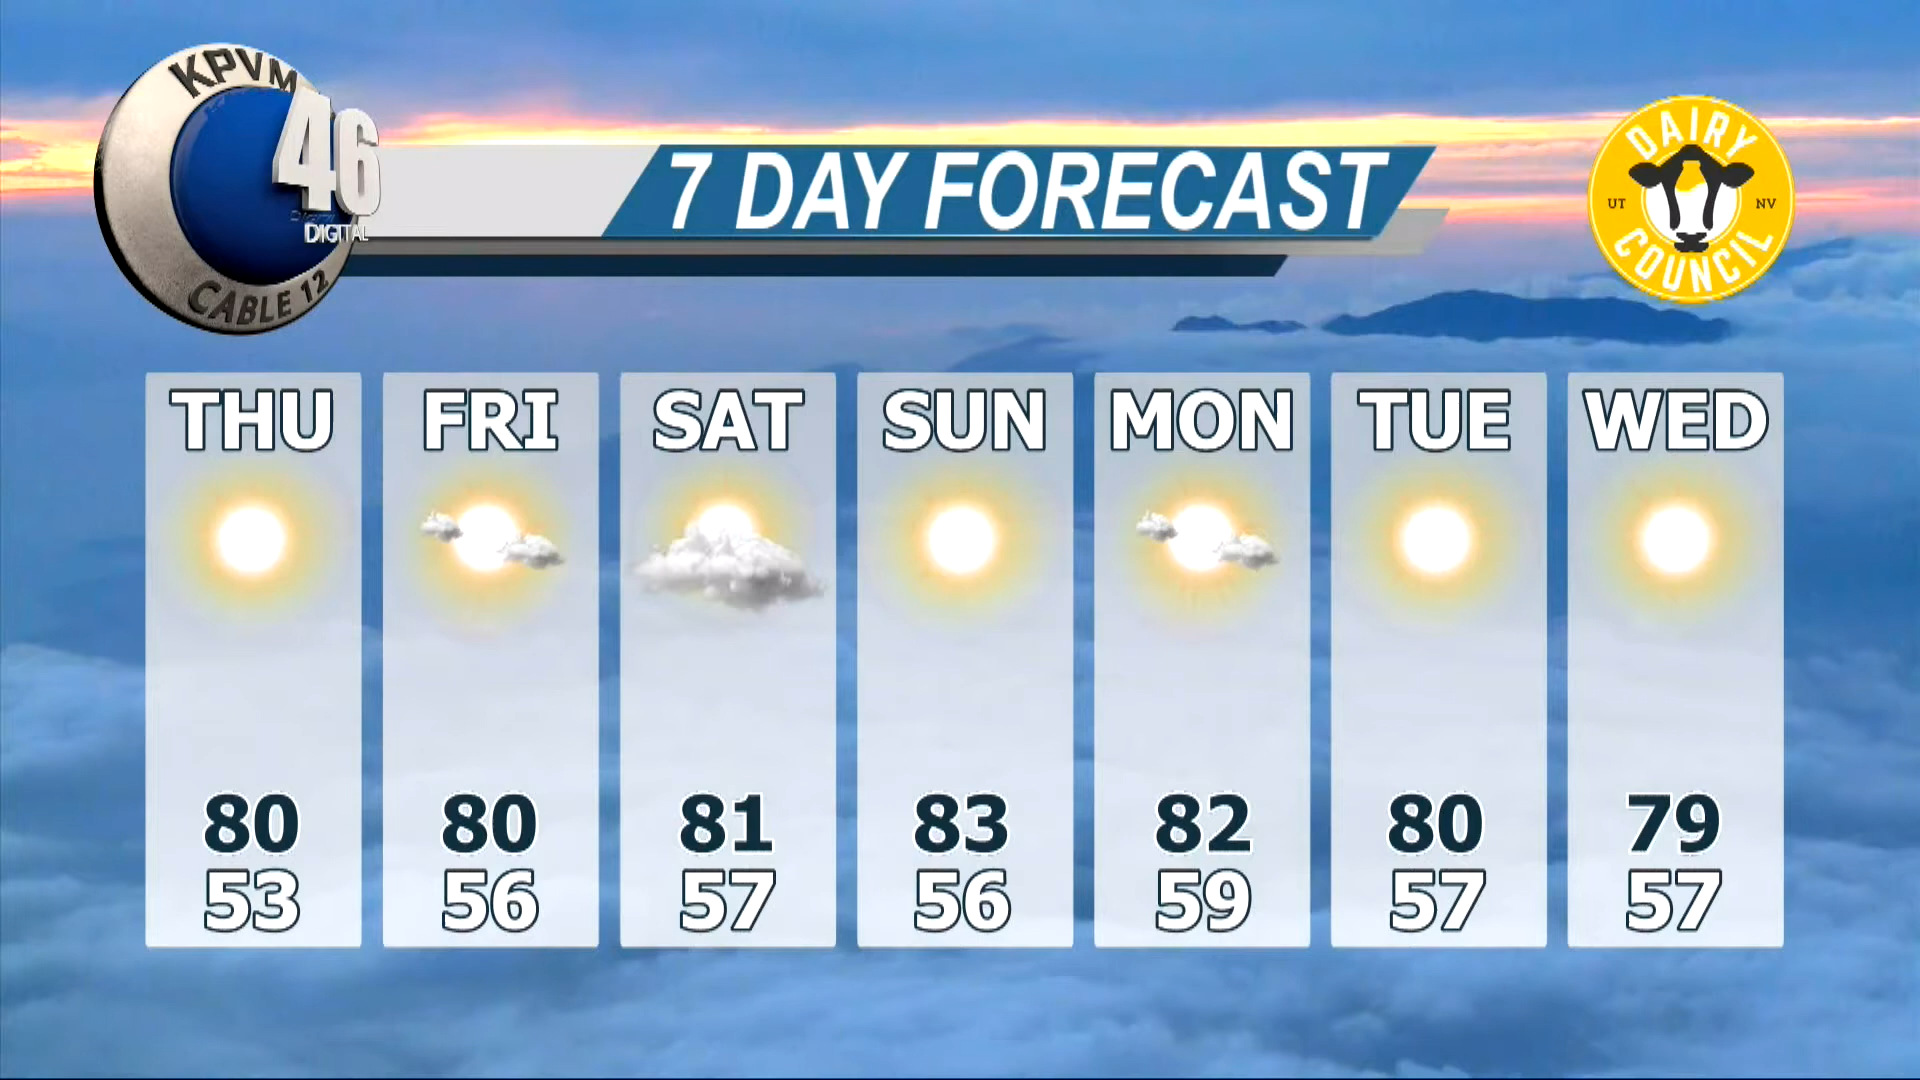 KPVM
46
DIGITAL
CABLE 12
7 DAY FORECAST
DAIRY
UT NV
COUNCIL
THU FRI SAT SUN MON TUE WED
80 80 81 83 82 80 79
53 56 57 56 59 57 57